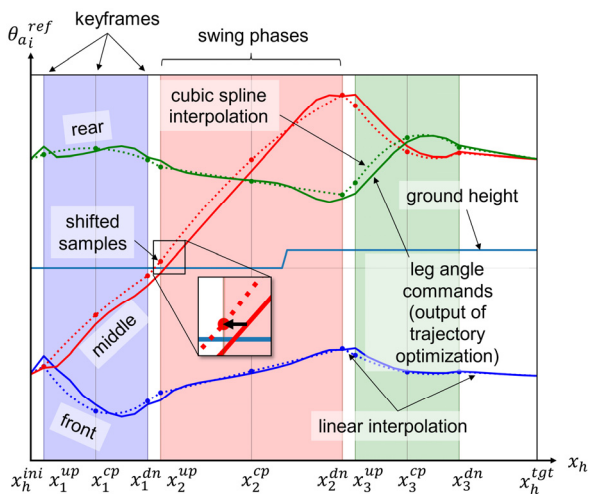 keyframes
θ_{a_i}^{ref}
swing phases
cubic spline
interpolation
rear
ground height
shifted
samples
leg angle
commands
(output of
trajectory
optimization)
middle
front
linear interpolation
x_h
x_h^{ini} x_1^{up} x_1^{cp} x_1^{dn} x_2^{up} x_2^{cp} x_2^{dn} x_3^{up} x_3^{cp} x_3^{dn} x_h^{tgt}